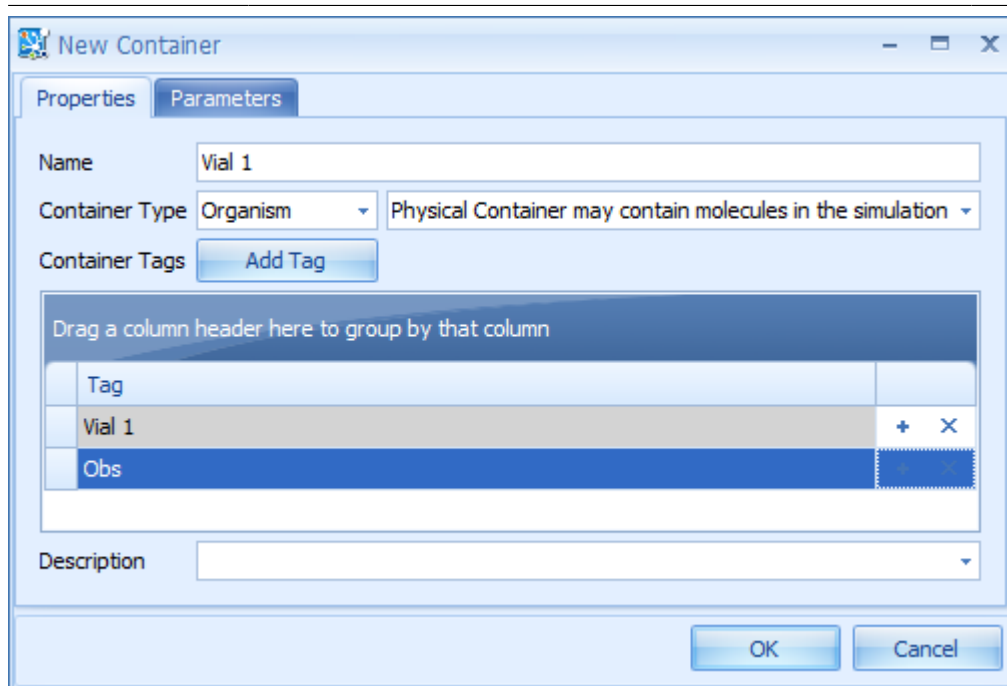 New Container
Properties Parameters
Name Vial 1
Container Type Organism Physical Container may contain molecules in the simulation
Container Tags Add Tag
Drag a column header here to group by that column
Tag
Vial 1
Obs
Description
OK Cancel